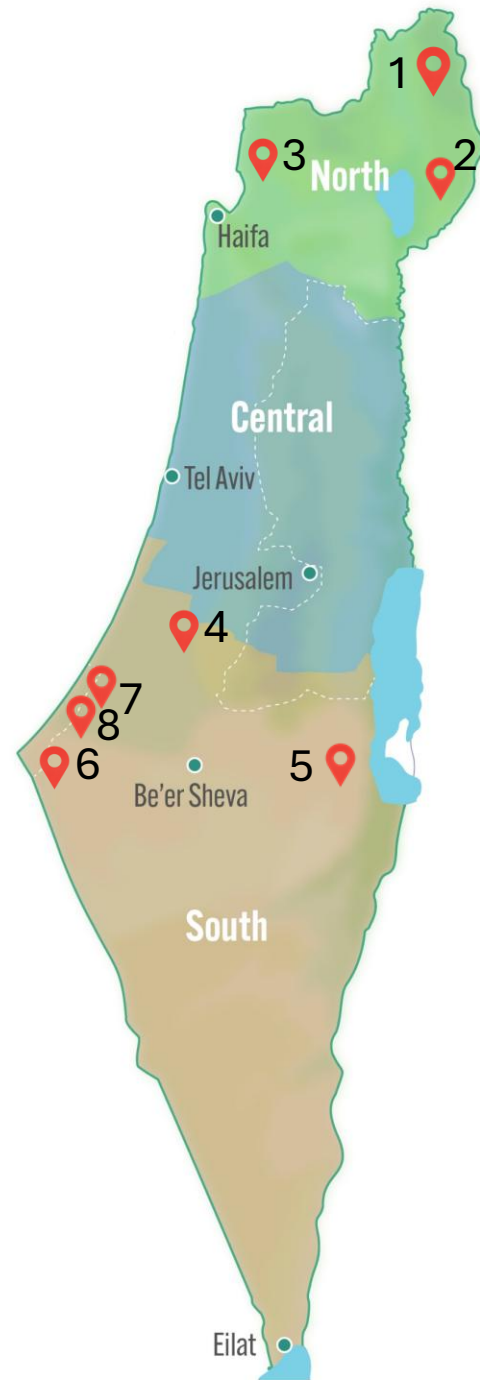 1
2
3
North
Haifa
Central
Tel Aviv
Jerusalem
4
7
8
6
5
Be'er Sheva
South
Eilat